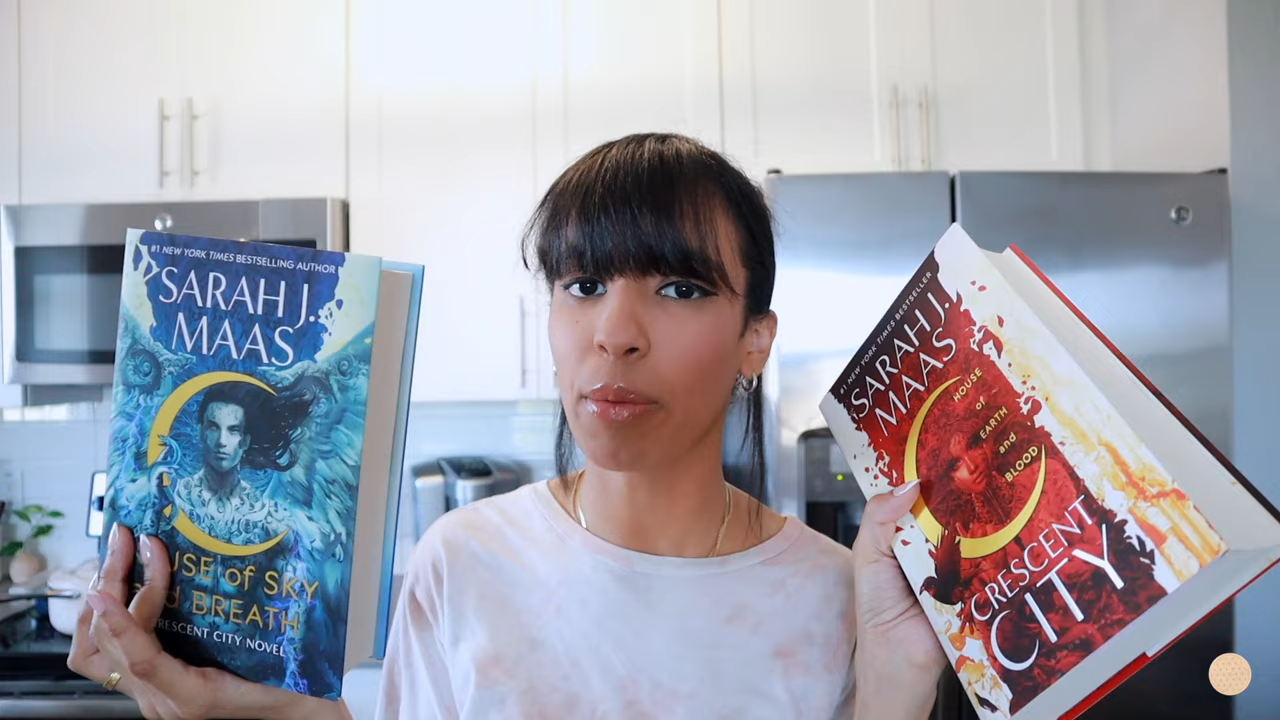 #1 NEW YORK TIMES BESTSELLING AUTHOR
SARAH J.
MAAS
USE of SKY
BREATH
RESCENT CITY NOVEL
#1 NEW YORK TIMES BESTSELLER
SARAH J.
MAAS
HOUSE
of
EARTH
and
BLOOD
CRESCENT
CITY